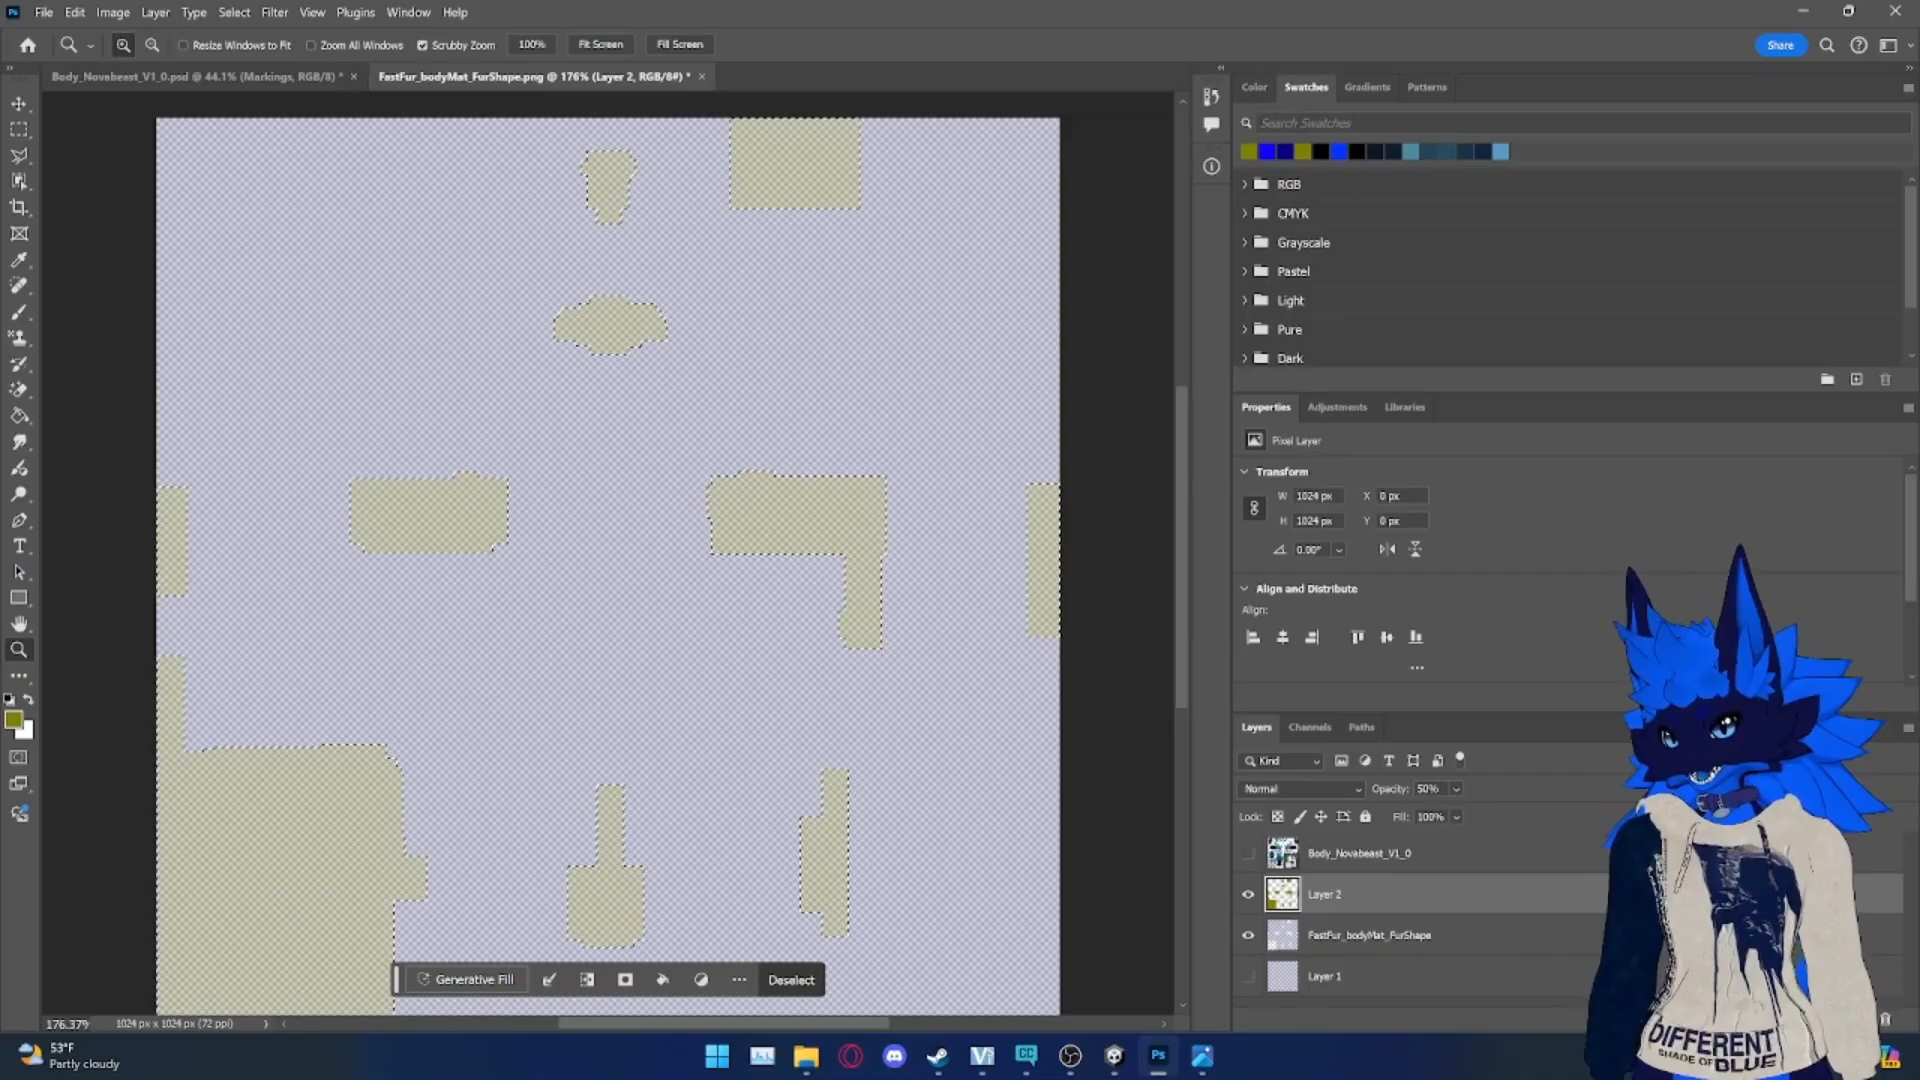 Ps File Edit Image Layer Type Select Filter View Plugins Window Help
Resize Windows to Fit Zoom All Windows Scrubby Zoom 100% Fit Screen Fill Screen Share
Body_Novabeast_V1_0.psd @ 44.1% (Markings, RGB/8) * × FastFur_bodyMat_FurShape.png @ 176% (Layer 2, RGB/8#) * ×
Color Swatches Gradients Patterns
Search Swatches
RGB
CMYK
Grayscale
Pastel
Light
Pure
Dark
Properties Adjustments Libraries
Pixel Layer
Transform
W 1024 px X 0 px
H 1024 px Y 0 px
0.00°
Align and Distribute
Align:
Layers Channels Paths
Kind
Normal Opacity: 50%
Lock: Fill: 100%
Body_Novabeast_V1_0
Layer 2
FastFur_bodyMat_FurShape
Layer 1
Generative Fill Deselect
176.37% 1024 px x 1024 px (72 ppi)
53°F
Partly cloudy
CC
Ps
DIFFERENT
SHADE OF BLUE